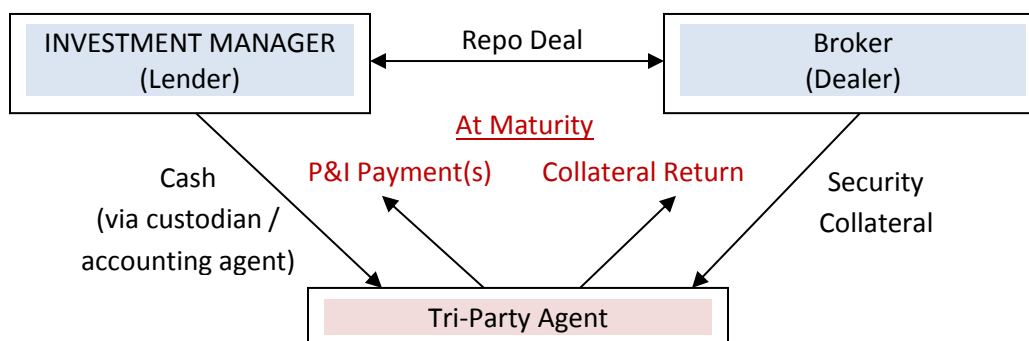 INVESTMENT MANAGER
(Lender)
Repo Deal
Broker
(Dealer)
At Maturity
P&I Payment(s)
Collateral Return
Cash
(via custodian /
accounting agent)
Security
Collateral
Tri-Party Agent